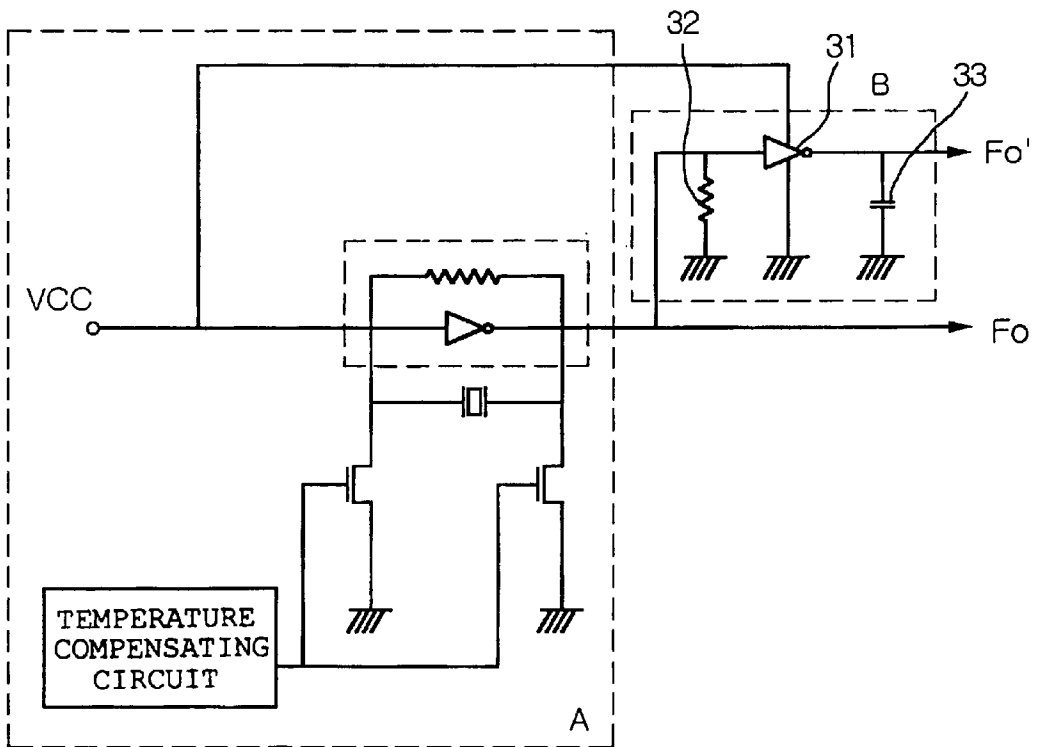 32
31
B
33
Fo'
VCC
Fo
TEMPERATURE
COMPENSATING
CIRCUIT
A